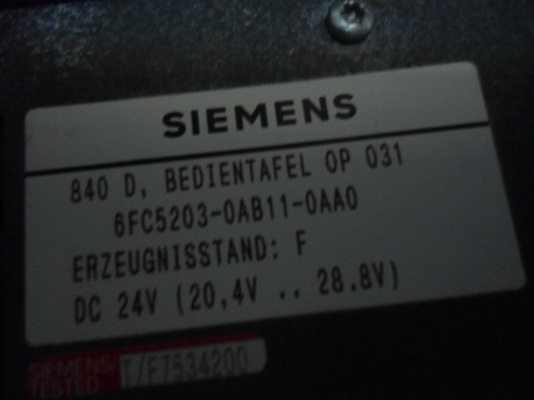 SIEMENS
840 D, BEDIENTAFEL OP 031
6FC5203-0AB11-0AA0
ERZEUGNISSTAND: F
DC 24V (20,4V .. 28.8V)
SIEMENS/
TESTED T/F7534200